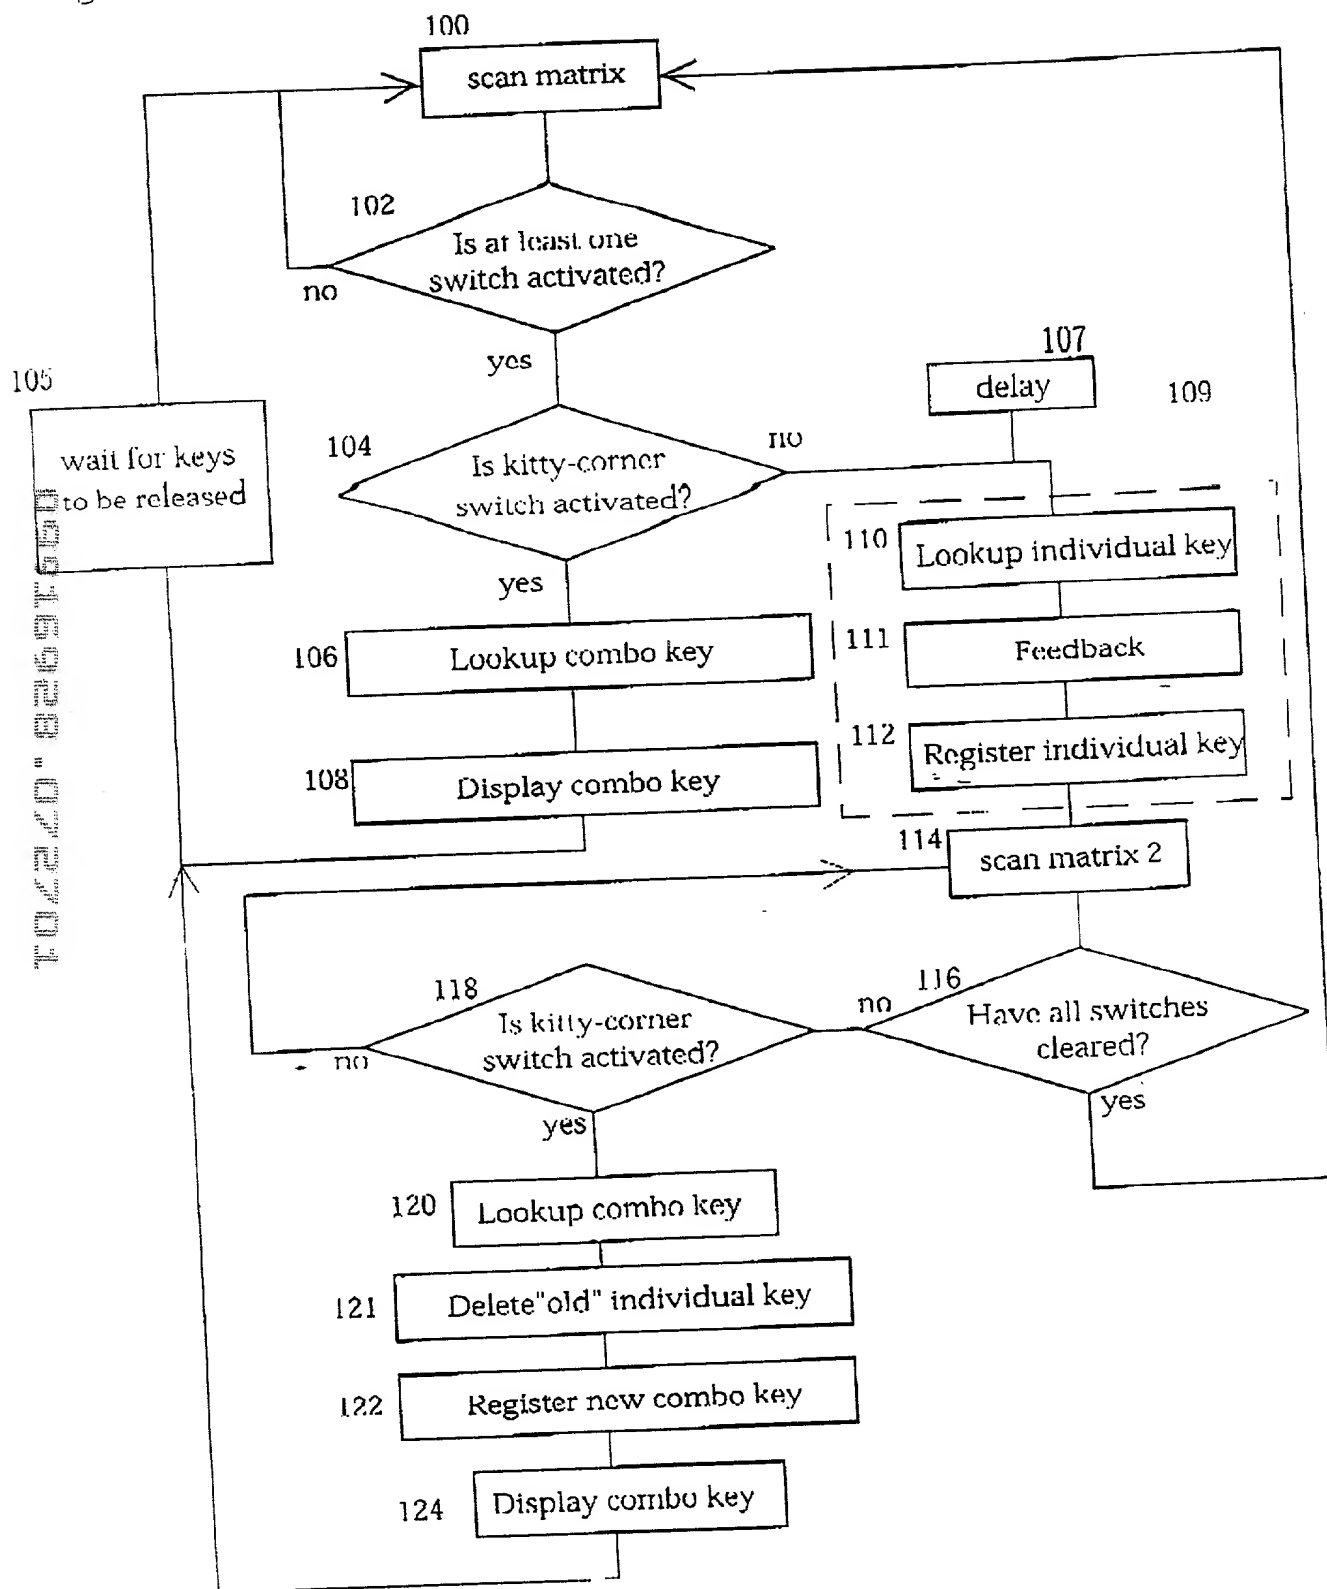 100
scan matrix
102
Is at least one
switch activated?
no
yes
107
delay
105
wait for keys
to be released
109
104
Is kitty-corner
switch activated?
no
yes
110
Lookup individual key
106
Lookup combo key
111
Feedback
112
Register individual key
108
Display combo key
114
scan matrix 2
118
Is kitty-corner
switch activated?
no
yes
116
no
Have all switches
cleared?
yes
120
Lookup combo key
121
Delete"old" individual key
122
Register new combo key
124
Display combo key